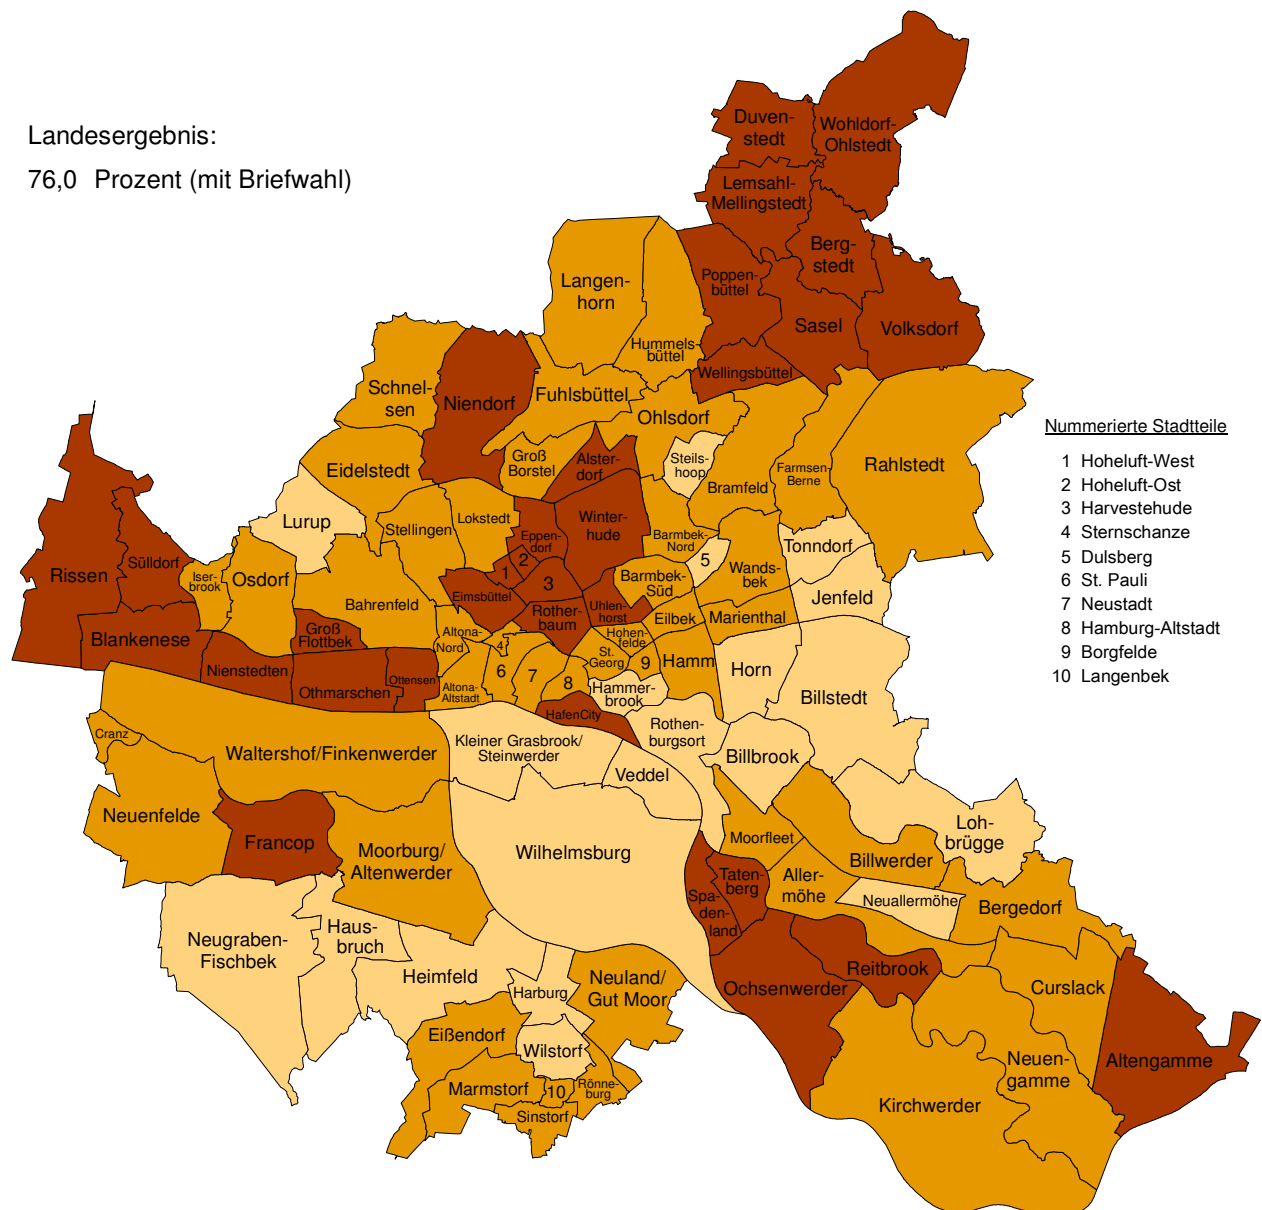 Landesergebnis:
76,0 Prozent (mit Briefwahl)
Duven-
stedt
Wohldorf-
Ohlstedt
Lemsahl-
Mellingstedt
Berg-
stedt
Poppen-
büttel
Sasel
Volksdorf
Wellingsbüttel
Langen-
horn
Hummels-
büttel
Schnel-
sen
Niendorf
Fuhlsbüttel
Ohlsdorf
Eidelstedt
Groß
Borstel
Alster-
dorf
Steils-
hoop
Bramfeld
Farmsen-
Berne
Rahlstedt
Lurup
Stellingen
Lokstedt
Eppen-
dorf
Winter-
hude
Barmbek-
Nord
5
Wands-
bek
Tonndorf
Jenfeld
Rissen
Sülldorf
Iser-
brook
Osdorf
Bahrenfeld
Eimsbüttel
1
2
3
Rother-
baum
Uhlen-
horst
Barmbek-
Süd
Eilbek
Marienthal
Blankenese
Nienstedten
Groß
Flottbek
Othmarschen
Ottensen
Altona-
Nord
Altona-
Altstadt
4
6
7
8
St.
Georg
Hohen-
felde
9
Hamm
Horn
Billstedt
Hammer-
brook
HafenCity
Rothen-
burgsort
Billbrook
Cranz
Waltershof/Finkenwerder
Kleiner Grasbrook/
Steinwerder
Veddel
Neuenfelde
Francop
Moorburg/
Altenwerder
Wilhelmsburg
Moorfleet
Billwerder
Loh-
brügge
Taten-
berg
Spa-
den-
land
Aller-
möhe
Neuallermöhe
Bergedorf
Neugraben-
Fischbek
Haus-
bruch
Heimfeld
Harburg
Neuland/
Gut Moor
Ochsenwerder
Reitbrook
Curslack
Eißendorf
Wilstorf
Marmstorf
10
Rönne-
burg
Sinstorf
Neuen-
gamme
Altengamme
Kirchwerder
Nummerierte Stadtteile
1 Hoheluft-West
2 Hoheluft-Ost
3 Harvestehude
4 Sternschanze
5 Dulsberg
6 St. Pauli
7 Neustadt
8 Hamburg-Altstadt
9 Borgfelde
10 Langenbek